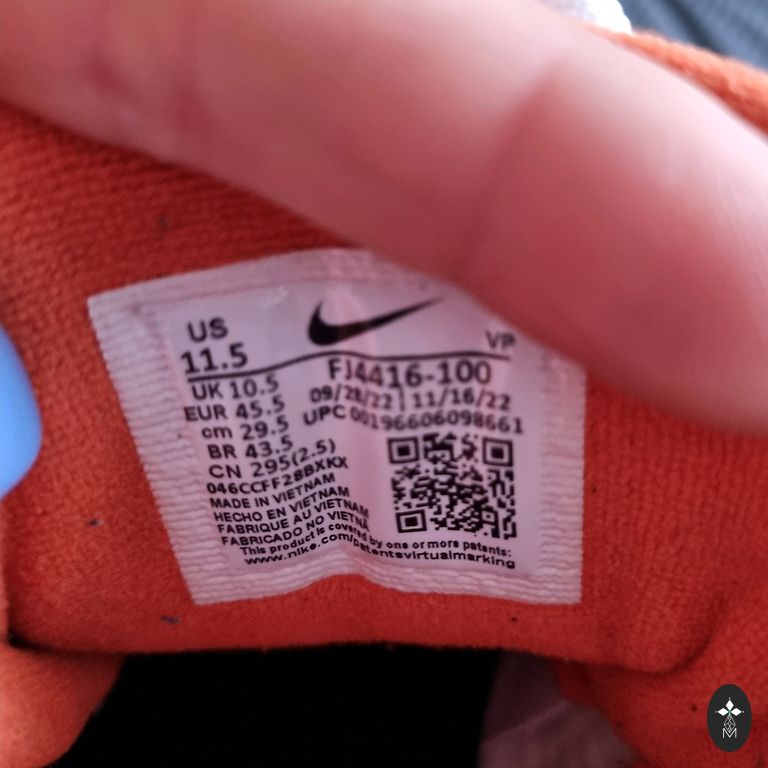 US
11.5
VP
FJ4416-100
UK 10.5
09/28/22 | 11/16/22
EUR 45.5
UPC 00196606098661
cm 29.5
BR 43.5
CN 295(2.5)
046CCFF28BXKX
MADE IN VIETNAM
HECHO EN VIETNAM
FABRIQUE AU VIETNAM
FABRICADO NO VIETNÃ
This product is covered by one or more patents:
www.nike.com/patentsvirtualmarking
M